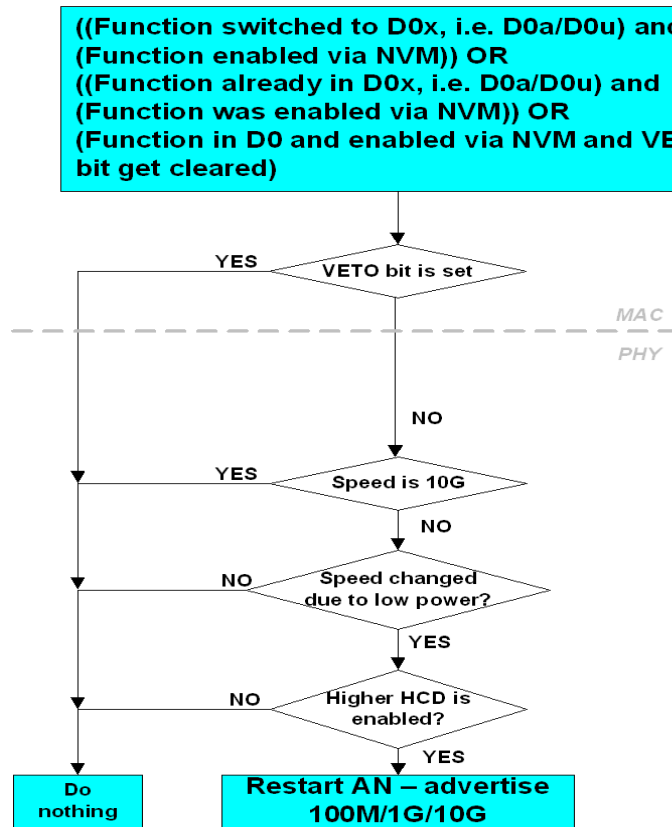 ((Function switched to D0x, i.e. D0a/D0u) and
(Function enabled via NVM)) OR
((Function already in D0x, i.e. D0a/D0u) and
(Function was enabled via NVM)) OR
(Function in D0 and enabled via NVM and VE
bit get cleared)
YES
VETO bit is set
MAC
PHY
NO
YES
Speed is 10G
NO
NO
Speed changed
due to low power?
YES
NO
Higher HCD is
enabled?
YES
Do
nothing
Restart AN – advertise
100M/1G/10G